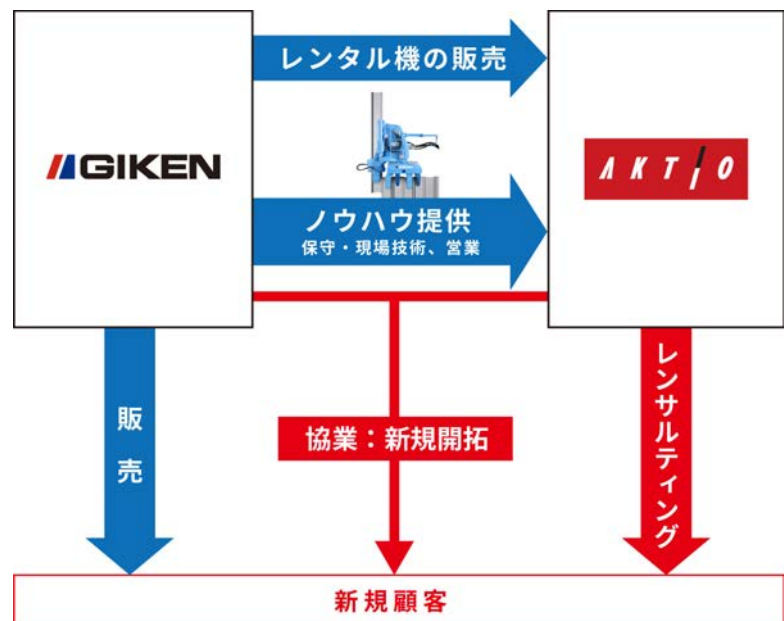 レンタル機の販売
GIKEN
AKTIO
ノウハウ提供
保守・現場技術、営業
販売
協業：新規開拓
レンサルティング
新規顧客